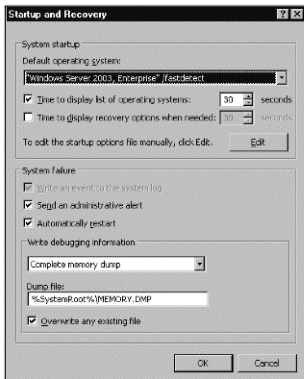 Startup and Recovery
System startup
Default operating system:
"Windows Server 2003, Enterprise" /fastdetect
Time to display list of operating systems: 30 seconds
Time to display recovery options when needed: 30 seconds
To edit the startup options file manually, click Edit. Edit
System failure
Write an event to the system log
Send an administrative alert
Automatically restart
Write debugging information
Complete memory dump
Dump file:
%SystemRoot%\MEMORY.DMP
Overwrite any existing file
OK Cancel